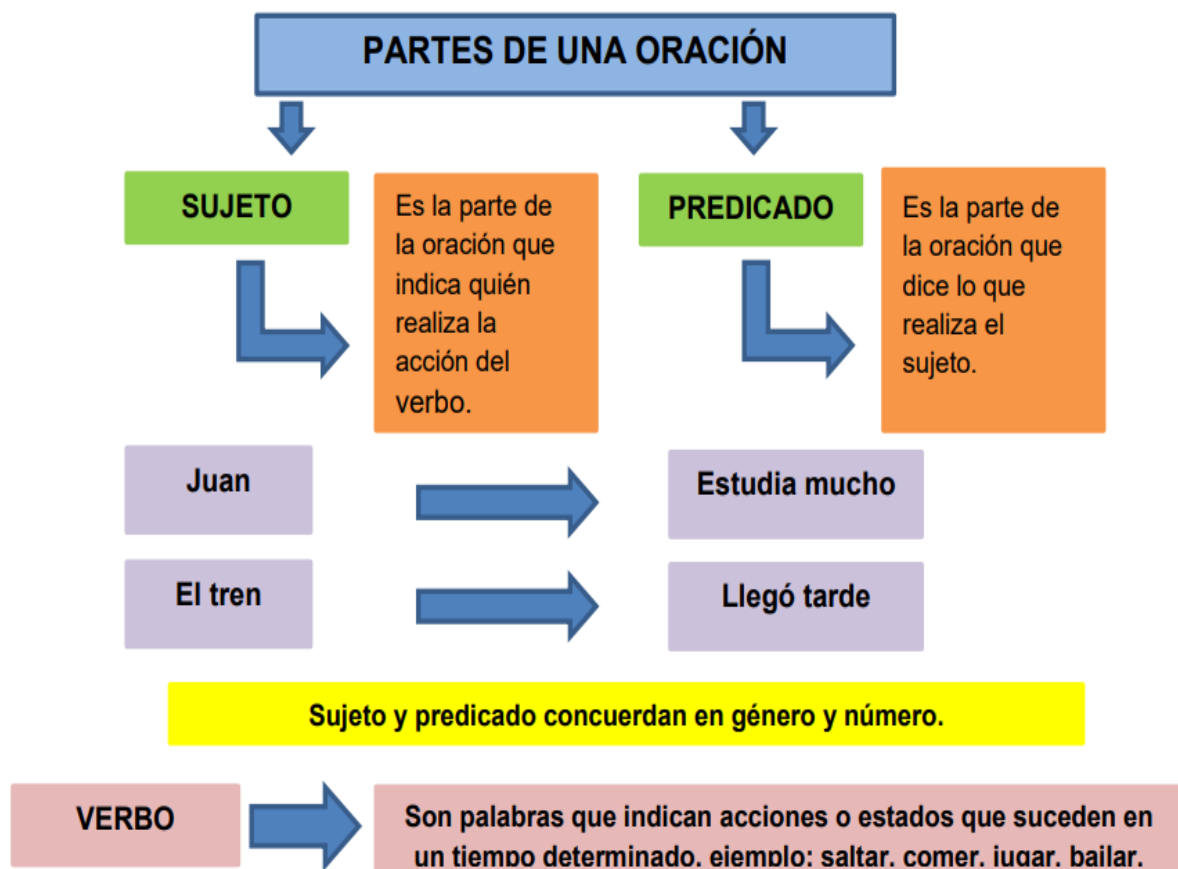 PARTES DE UNA ORACIÓN
SUJETO
Es la parte de
la oración que
indica quién
realiza la
acción del
verbo.
PREDICADO
Es la parte de
la oración que
dice lo que
realiza el
sujeto.
Juan
Estudia mucho
El tren
Llegó tarde
Sujeto y predicado concuerdan en género y número.
VERBO
Son palabras que indican acciones o estados que suceden en
un tiempo determinado, ejemplo: saltar, comer, jugar, bailar.